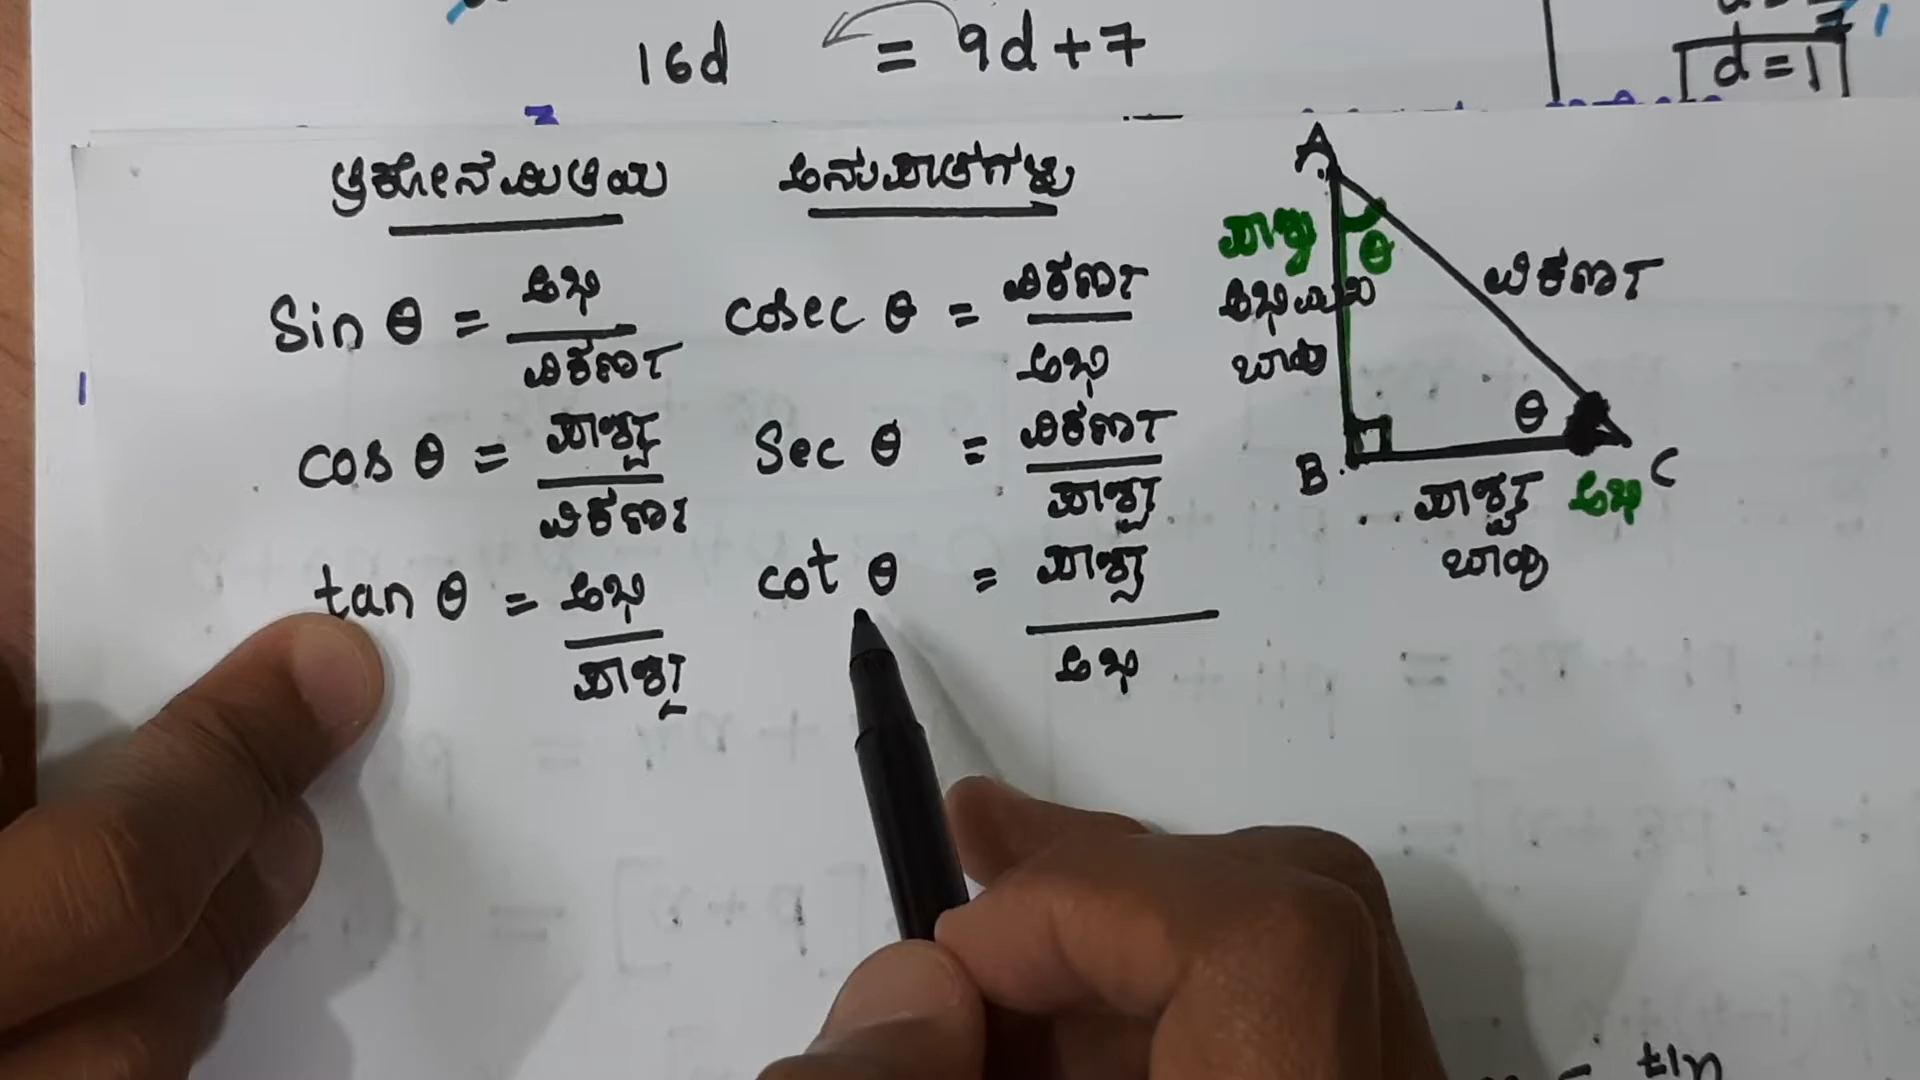 16d = 9d+7
d=1
ತ್ರಿಕೋನಮಿತಿಯ ಅನುಪಾತಗಳು
Sin θ = ಅಭಿ / ವಿಕರ್ಣ
cosec θ = ವಿಕರ್ಣ / ಅಭಿ
cos θ = ಪಾರ್ಶ್ವ / ವಿಕರ್ಣ
Sec θ = ವಿಕರ್ಣ / ಪಾರ್ಶ್ವ
tan θ = ಅಭಿ / ಪಾರ್ಶ್ವ
cot θ = ಪಾರ್ಶ್ವ / ಅಭಿ
A
ಪಾರ್ಶ್ವ θ
ಅಭಿಮುಖ
ಬಾಹು
ವಿಕರ್ಣ
θ
B C
ಪಾರ್ಶ್ವ ಅಭಿ
ಬಾಹು